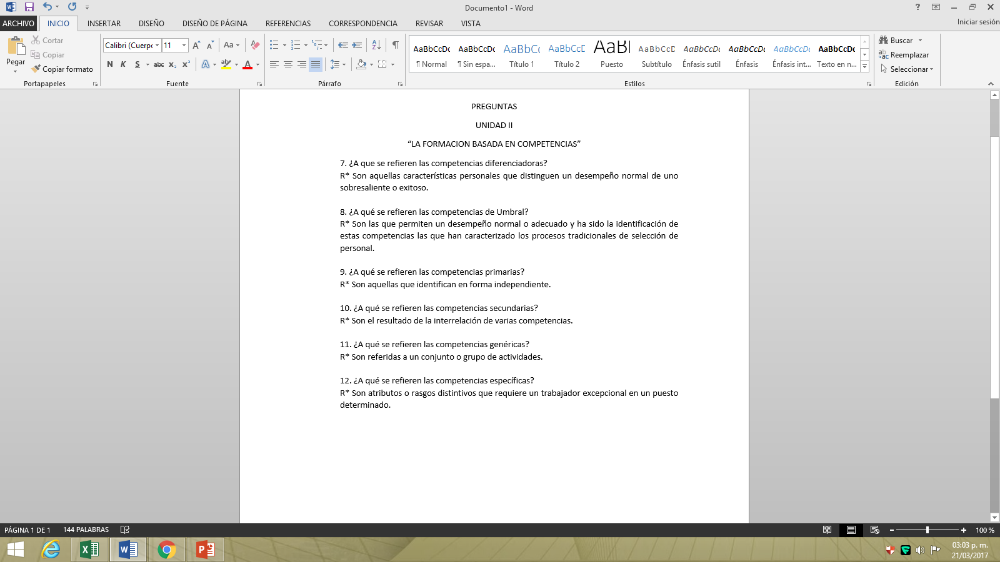 Documento1 - Word
?
ARCHIVO INICIO INSERTAR DISEÑO DISEÑO DE PÁGINA REFERENCIAS CORRESPONDENCIA REVISAR VISTA Iniciar sesión
Pegar
Cortar
Copiar
Copiar formato
Portapapeles
Calibri (Cuerpo 11
N K S abc x₂ x²
Fuente
Párrafo
AaBbCcDc AaBbCcDc AaBbCc AaBbCcD AaB AaBbCcD AaBbCcDc AaBbCcDc AaBbCcDc AaBbCcDc
¶ Normal ¶ Sin espa... Título 1 Título 2 Puesto Subtítulo Énfasis sutil Énfasis Énfasis int... Texto en n...
Estilos
Buscar
Reemplazar
Seleccionar
Edición
PREGUNTAS
UNIDAD II
“LA FORMACION BASADA EN COMPETENCIAS”
7. ¿A que se refieren las competencias diferenciadoras?
R* Son aquellas características personales que distinguen un desempeño normal de uno
sobresaliente o exitoso.
8. ¿A qué se refieren las competencias de Umbral?
R* Son las que permiten un desempeño normal o adecuado y ha sido la identificación de
estas competencias las que han caracterizado los procesos tradicionales de selección de
personal.
9. ¿A qué se refieren las competencias primarias?
R* Son aquellas que identifican en forma independiente.
10. ¿A qué se refieren las competencias secundarias?
R* Son el resultado de la interrelación de varias competencias.
11. ¿A qué se refieren las competencias genéricas?
R* Son referidas a un conjunto o grupo de actividades.
12. ¿A qué se refieren las competencias específicas?
R* Son atributos o rasgos distintivos que requiere un trabajador excepcional en un puesto
determinado.
PÁGINA 1 DE 1 144 PALABRAS 100 %
03:03 p. m.
21/03/2017